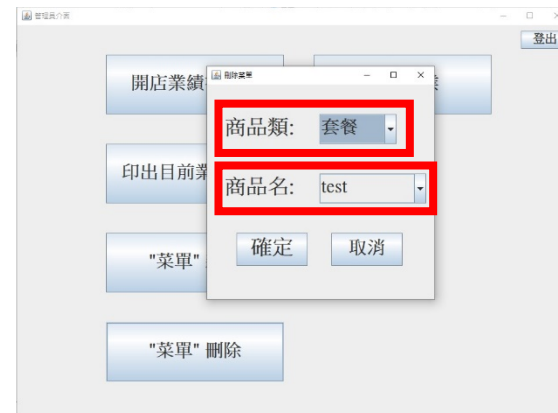 管理員介面
登出
開店業績
刪除菜單
商品類: 套餐
印出目前業
商品名: test
確定 取消
"菜單"
"菜單" 刪除